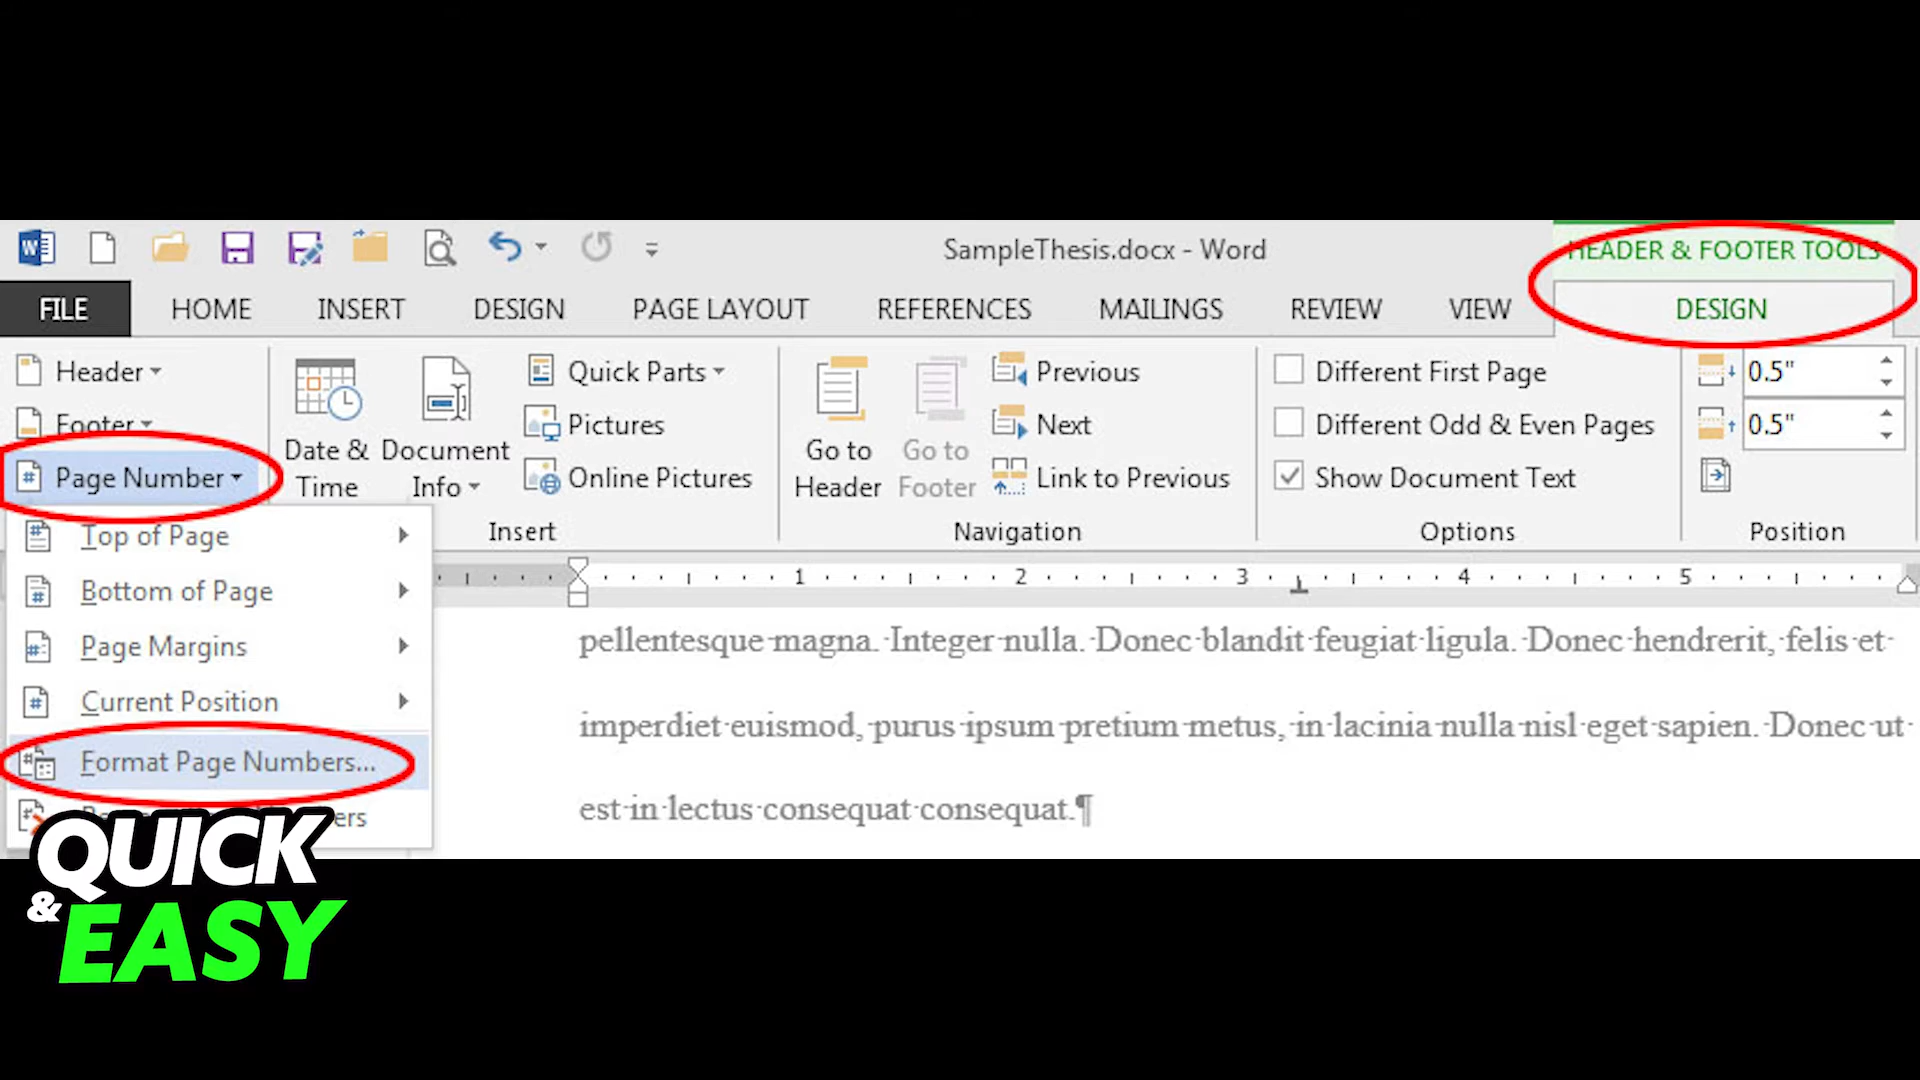 SampleThesis.docx - Word
HEADER & FOOTER TOOLS
FILE HOME INSERT DESIGN PAGE LAYOUT REFERENCES MAILINGS REVIEW VIEW DESIGN
Header
Footer
Page Number
Date & Time
Document Info
Quick Parts
Pictures
Online Pictures
Insert
Go to Header
Go to Footer
Previous
Next
Link to Previous
Navigation
Different First Page
Different Odd & Even Pages
Show Document Text
Options
0.5"
0.5"
Position
Top of Page
Bottom of Page
Page Margins
Current Position
Format Page Numbers...
1 2 3 4 5
pellentesque·magna.·Integer·nulla.·Donec·blandit·feugiat·ligula.·Donec·hendrerit,·felis·et·
imperdiet·euismod,·purus·ipsum·pretium·metus,·in·lacinia·nulla·nisl·eget·sapien.·Donec·ut·
est·in·lectus·consequat·consequat.¶
QUICK
& EASY